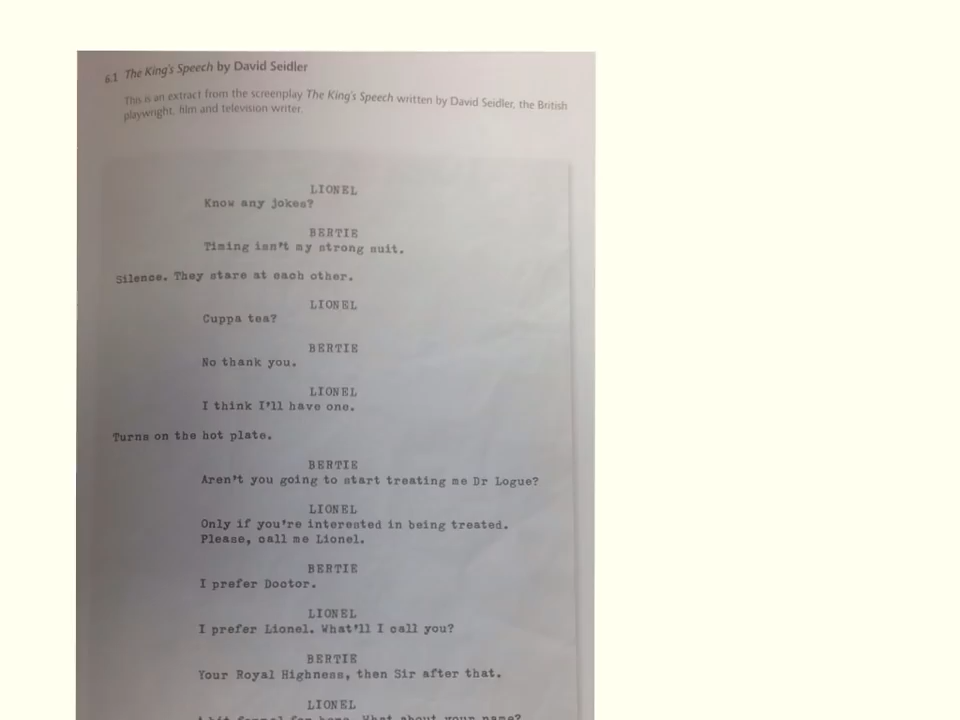 6.1 The King's Speech by David Seidler
This is an extract from the screenplay The King's Speech written by David Seidler, the British
playwright, film and television writer.
LIONEL
Know any jokes?
BERTIE
Timing isn't my strong suit.
Silence. They stare at each other.
LIONEL
Cuppa tea?
BERTIE
No thank you.
LIONEL
I think I'll have one.
Turns on the hot plate.
BERTIE
Aren't you going to start treating me Dr Logue?
LIONEL
Only if you're interested in being treated.
Please, call me Lionel.
BERTIE
I prefer Doctor.
LIONEL
I prefer Lionel. What'll I call you?
BERTIE
Your Royal Highness, then Sir after that.
LIONEL
What about your name?